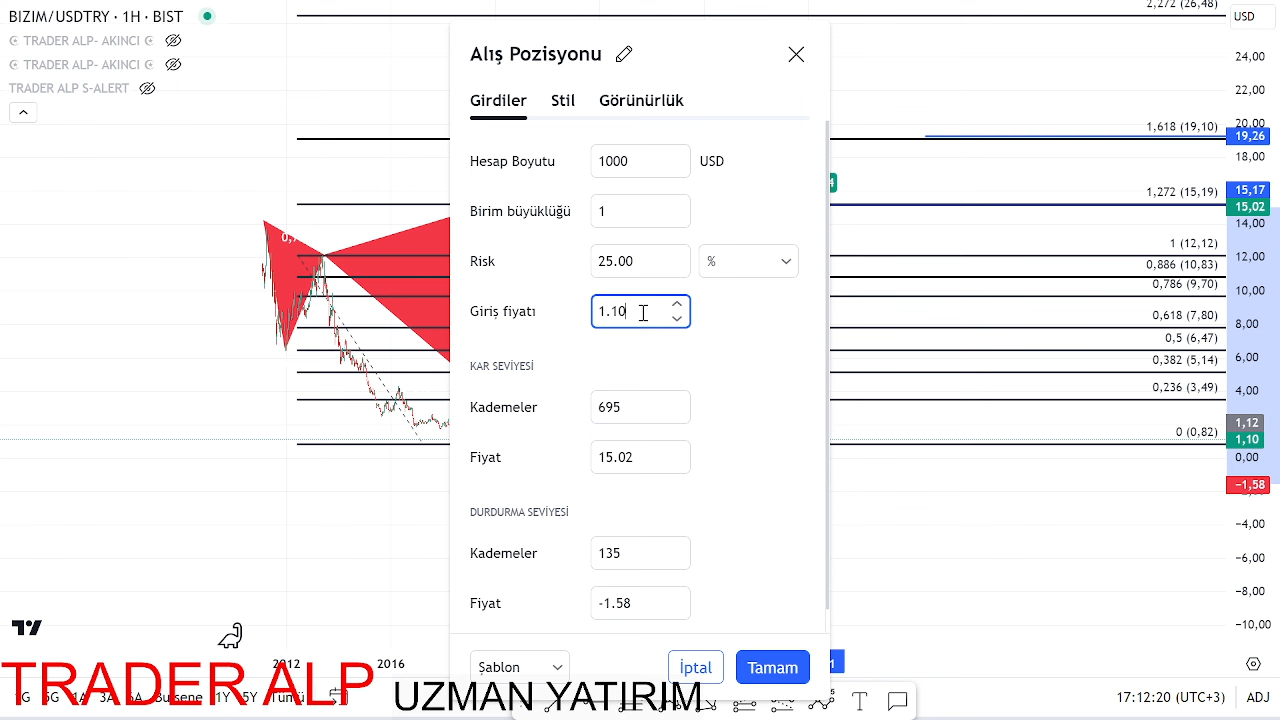 BIZIM/USDTRY · 1H · BIST
TRADER ALP- AKINCI
TRADER ALP- AKINCI
TRADER ALP S-ALERT
Alış Pozisyonu
Girdiler Stil Görünürlük
Hesap Boyutu 1000 USD
Birim büyüklüğü 1
Risk 25.00 %
Giriş fiyatı 1.10
KAR SEVİYESİ
Kademeler 695
Fiyat 15.02
DURDURMA SEVİYESİ
Kademeler 135
Fiyat -1.58
Şablon İptal Tamam
2,272 (26,48)
1,618 (19,10)
1,272 (15,19)
1 (12,12)
0,886 (10,83)
0,786 (9,70)
0,618 (7,80)
0,5 (6,47)
0,382 (5,14)
0,236 (3,49)
0 (0,82)
USD
24,00
22,00
20,00
19,26
18,00
15,17
15,02
14,00
12,00
10,00
8,00
6,00
4,00
1,12
1,10
0,00
−1,58
−4,00
−6,00
−8,00
−10,00
2012 2016
TRADER ALP
UZMAN YATIRIM
1Y 5Y Tümü
17:12:20 (UTC+3) ADJ